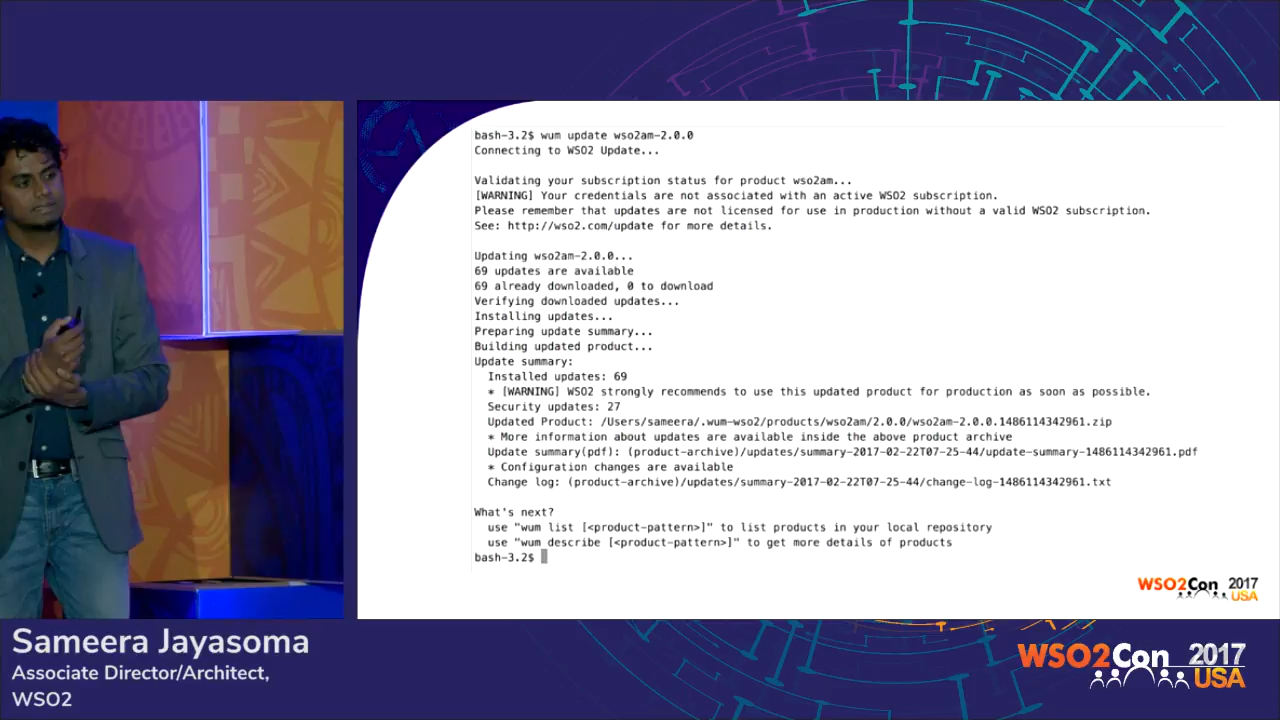 bash-3.2$ wum update wso2am-2.0.0
Connecting to WSO2 Update...
Validating your subscription status for product wso2am...
[WARNING] Your credentials are not associated with an active WSO2 subscription.
Please remember that updates are not licensed for use in production without a valid WSO2 subscription.
See: http://wso2.com/update for more details.
Updating wso2am-2.0.0...
69 updates are available
69 already downloaded, 0 to download
Verifying downloaded updates...
Installing updates...
Preparing update summary...
Building updated product...
Update summary:
Installed updates: 69
* [WARNING] WSO2 strongly recommends to use this updated product for production as soon as possible.
Security updates: 27
Updated Product: /Users/sameera/.wum-wso2/products/wso2am/2.0.0/wso2am-2.0.0.1486114342961.zip
* More information about updates are available inside the above product archive
Update summary(pdf): (product-archive)/updates/summary-2017-02-22T07-25-44/update-summary-1486114342961.pdf
* Configuration changes are available
Change log: (product-archive)/updates/summary-2017-02-22T07-25-44/change-log-1486114342961.txt
What's next?
use "wum list [<product-pattern>]" to list products in your local repository
use "wum describe [<product-pattern>]" to get more details of products
bash-3.2$
WSO2Con 2017
USA
Sameera Jayasoma
Associate Director/Architect,
WSO2
WSO2Con 2017
USA